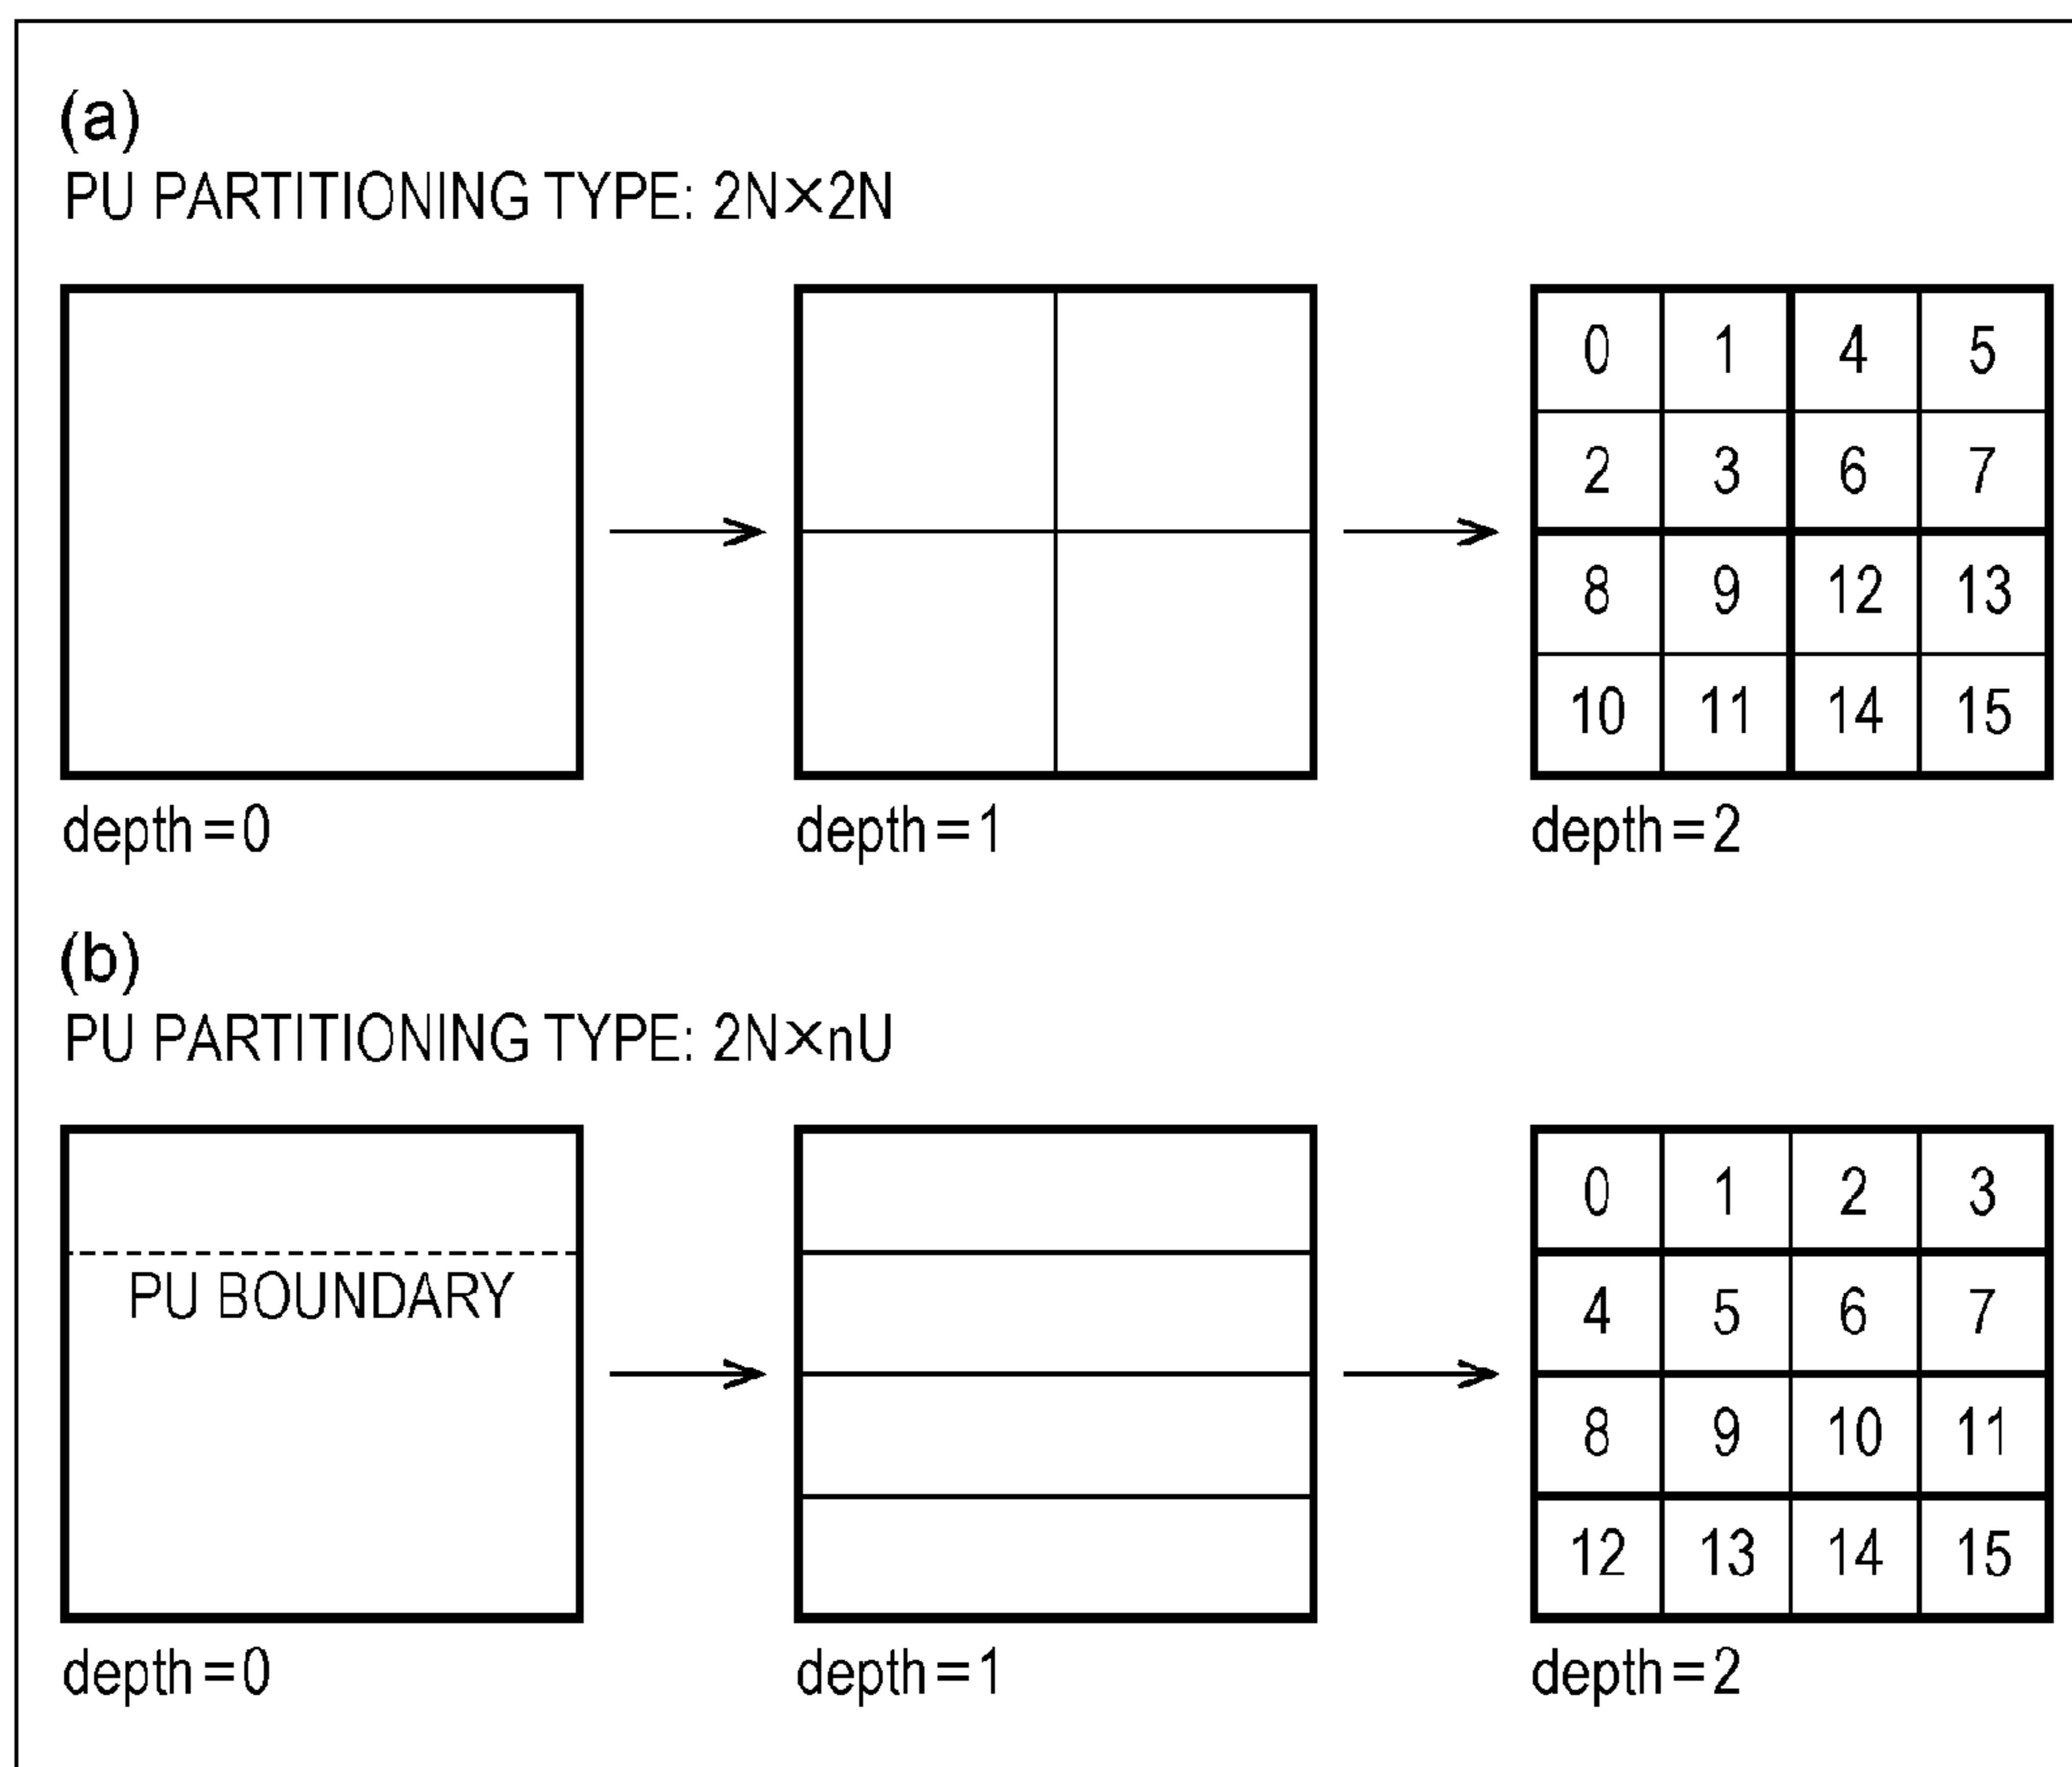 (a)
PU PARTITIONING TYPE: 2N×2N
0 1 4 5
2 3 6 7
8 9 12 13
10 11 14 15
depth=0 depth=1 depth=2
(b)
PU PARTITIONING TYPE: 2N×nU
PU BOUNDARY
0 1 2 3
4 5 6 7
8 9 10 11
12 13 14 15
depth=0 depth=1 depth=2